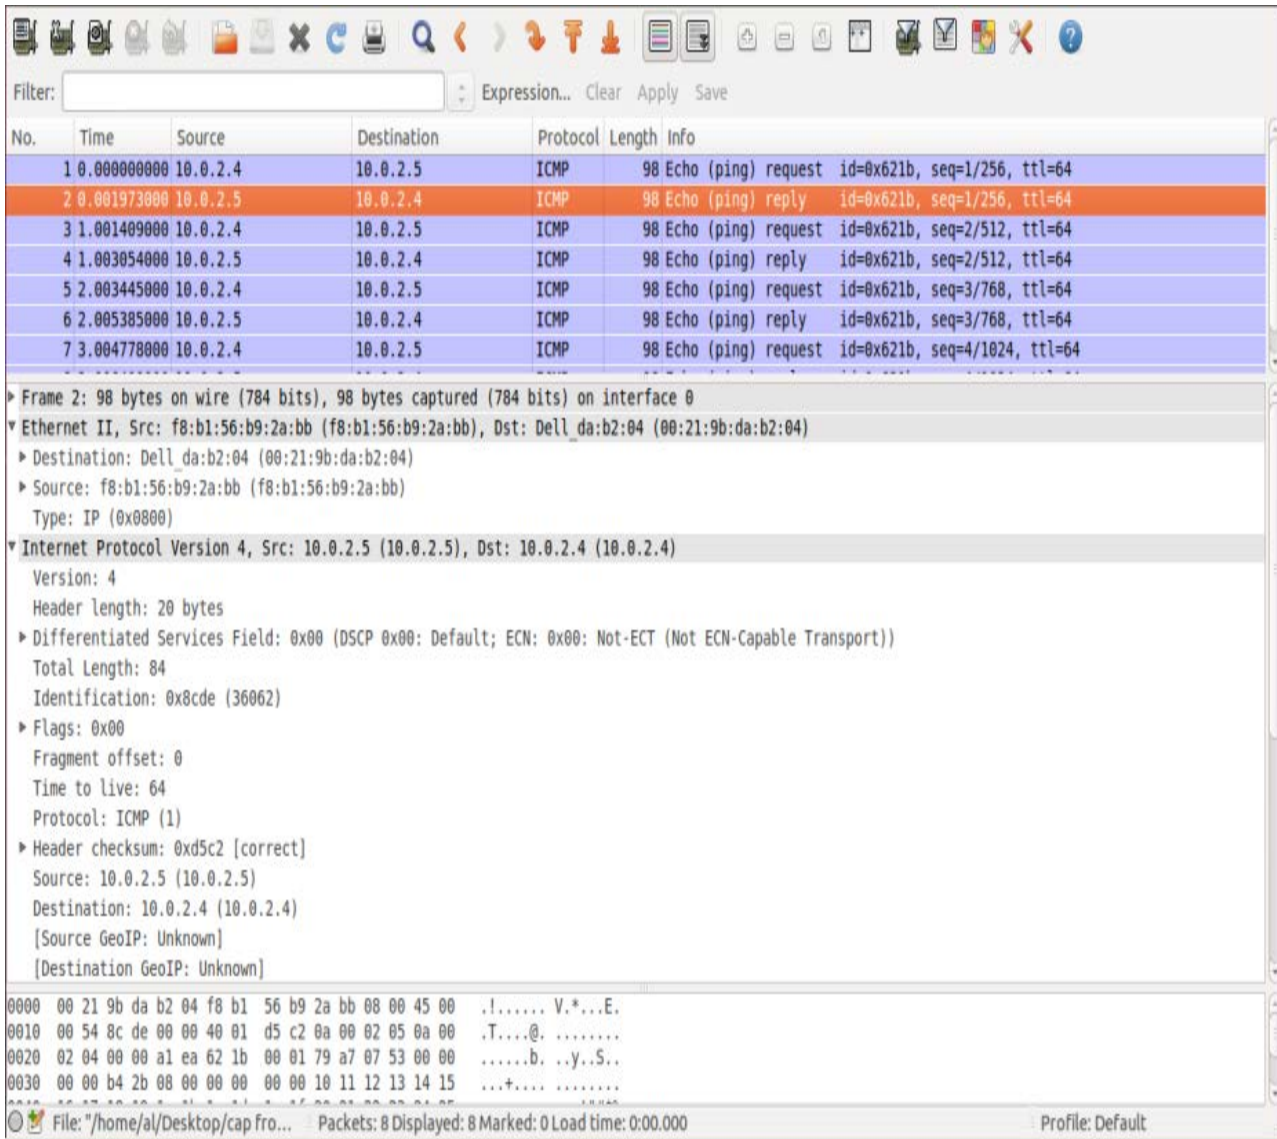 Filter: Expression... Clear Apply Save
No. Time Source Destination Protocol Length Info
1 0.000000000 10.0.2.4 10.0.2.5 ICMP 98 Echo (ping) request id=0x621b, seq=1/256, ttl=64
2 0.001973000 10.0.2.5 10.0.2.4 ICMP 98 Echo (ping) reply id=0x621b, seq=1/256, ttl=64
3 1.001409000 10.0.2.4 10.0.2.5 ICMP 98 Echo (ping) request id=0x621b, seq=2/512, ttl=64
4 1.003054000 10.0.2.5 10.0.2.4 ICMP 98 Echo (ping) reply id=0x621b, seq=2/512, ttl=64
5 2.003445000 10.0.2.4 10.0.2.5 ICMP 98 Echo (ping) request id=0x621b, seq=3/768, ttl=64
6 2.005385000 10.0.2.5 10.0.2.4 ICMP 98 Echo (ping) reply id=0x621b, seq=3/768, ttl=64
7 3.004778000 10.0.2.4 10.0.2.5 ICMP 98 Echo (ping) request id=0x621b, seq=4/1024, ttl=64
Frame 2: 98 bytes on wire (784 bits), 98 bytes captured (784 bits) on interface 0
Ethernet II, Src: f8:b1:56:b9:2a:bb (f8:b1:56:b9:2a:bb), Dst: Dell_da:b2:04 (00:21:9b:da:b2:04)
Destination: Dell_da:b2:04 (00:21:9b:da:b2:04)
Source: f8:b1:56:b9:2a:bb (f8:b1:56:b9:2a:bb)
Type: IP (0x0800)
Internet Protocol Version 4, Src: 10.0.2.5 (10.0.2.5), Dst: 10.0.2.4 (10.0.2.4)
Version: 4
Header length: 20 bytes
Differentiated Services Field: 0x00 (DSCP 0x00: Default; ECN: 0x00: Not-ECT (Not ECN-Capable Transport))
Total Length: 84
Identification: 0x8cde (36062)
Flags: 0x00
Fragment offset: 0
Time to live: 64
Protocol: ICMP (1)
Header checksum: 0xd5c2 [correct]
Source: 10.0.2.5 (10.0.2.5)
Destination: 10.0.2.4 (10.0.2.4)
[Source GeoIP: Unknown]
[Destination GeoIP: Unknown]
0000 00 21 9b da b2 04 f8 b1 56 b9 2a bb 08 00 45 00 .!...... V.*...E.
0010 00 54 8c de 00 00 40 01 d5 c2 0a 00 02 05 0a 00 .T....@. ........
0020 02 04 00 00 a1 ea 62 1b 00 01 79 a7 07 53 00 00 ......b. ..y..S..
0030 00 00 b4 2b 08 00 00 00 00 00 10 11 12 13 14 15 ...+.... ........
File: "/home/al/Desktop/cap fro... Packets: 8 Displayed: 8 Marked: 0 Load time: 0:00.000 Profile: Default